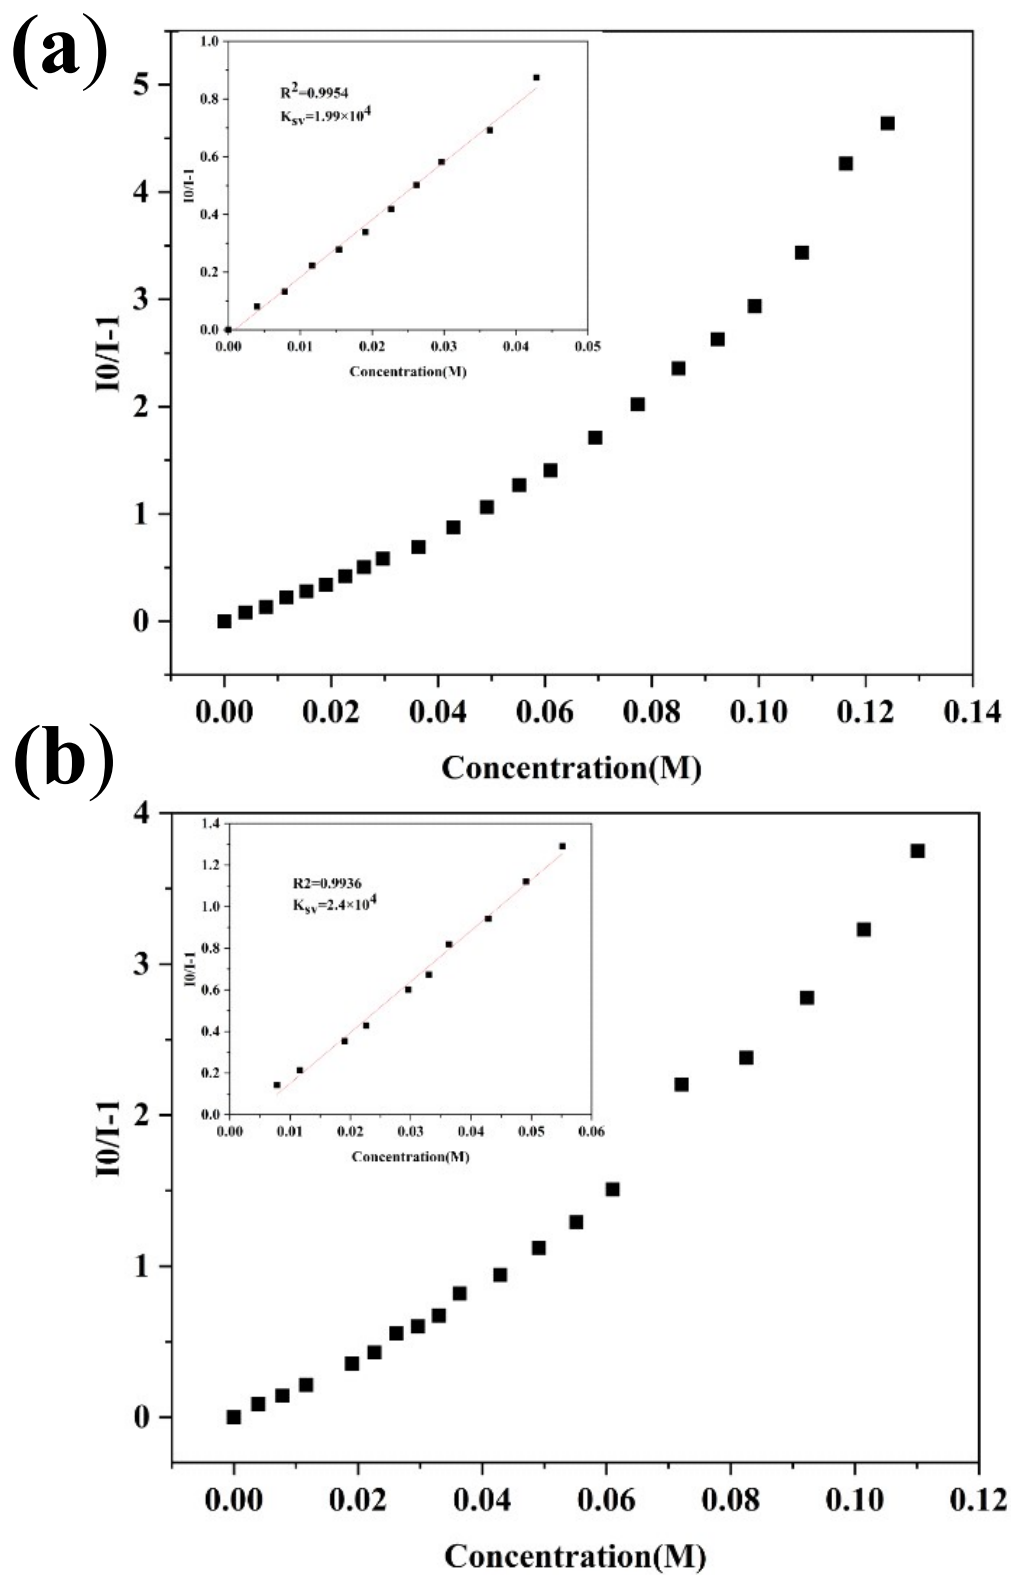 (a)
5
4
3
2
1
0
I0/I-1
0.00 0.02 0.04 0.06 0.08 0.10 0.12 0.14
Concentration(M)
1.0
0.8
0.6
0.4
0.2
0.0
I0/I-1
R²=0.9954
Ksv=1.99×10⁴
0.00 0.01 0.02 0.03 0.04 0.05
Concentration(M)
(b)
4
3
2
1
0
I0/I-1
0.00 0.02 0.04 0.06 0.08 0.10 0.12
Concentration(M)
1.4
1.2
1.0
0.8
0.6
0.4
0.2
0.0
I0/I-1
R2=0.9936
Ksv=2.4×10⁴
0.00 0.01 0.02 0.03 0.04 0.05 0.06
Concentration(M)